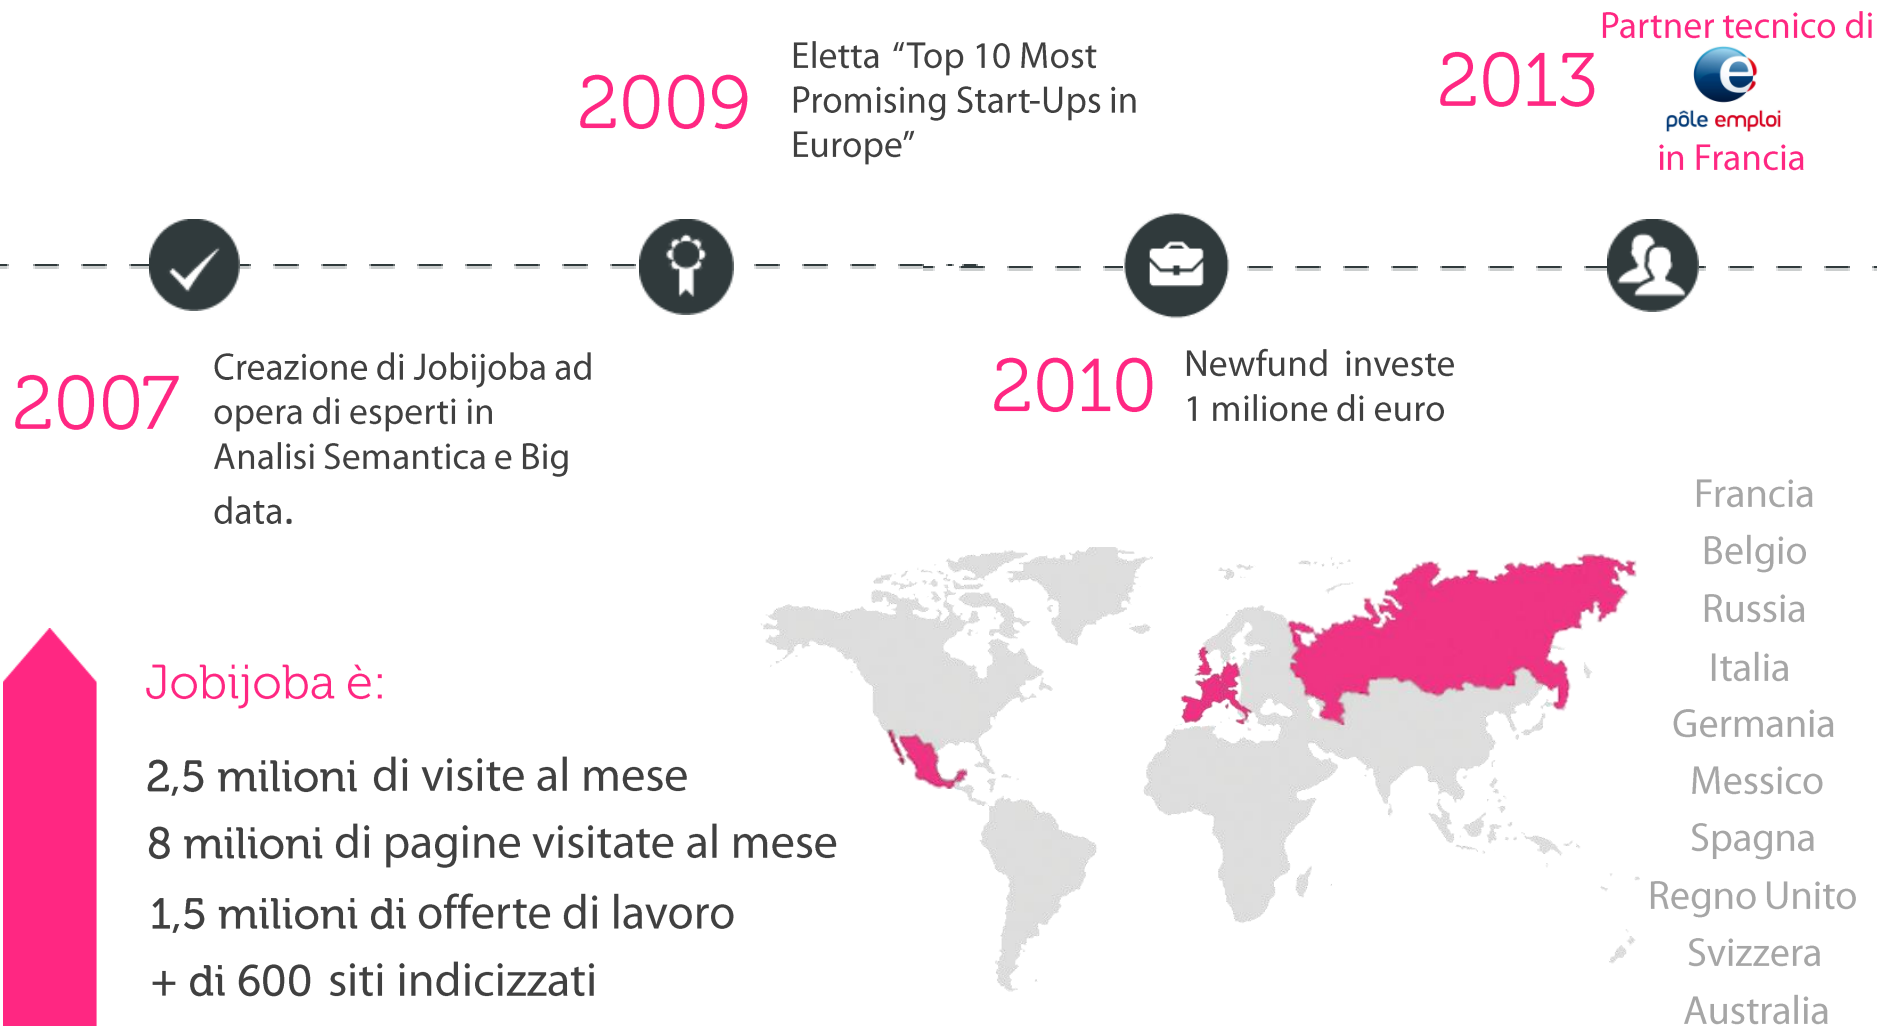 Partner tecnico di
2013
pôle emploi
in Francia
2009
Eletta “Top 10 Most
Promising Start-Ups in
Europe”
2007
Creazione di Jobijoba ad
opera di esperti in
Analisi Semantica e Big
data.
2010
Newfund investe
1 milione di euro
Jobijoba è:
2,5 milioni di visite al mese
8 milioni di pagine visitate al mese
1,5 milioni di offerte di lavoro
+ di 600 siti indicizzati
Francia
Belgio
Russia
Italia
Germania
Messico
Spagna
Regno Unito
Svizzera
Australia